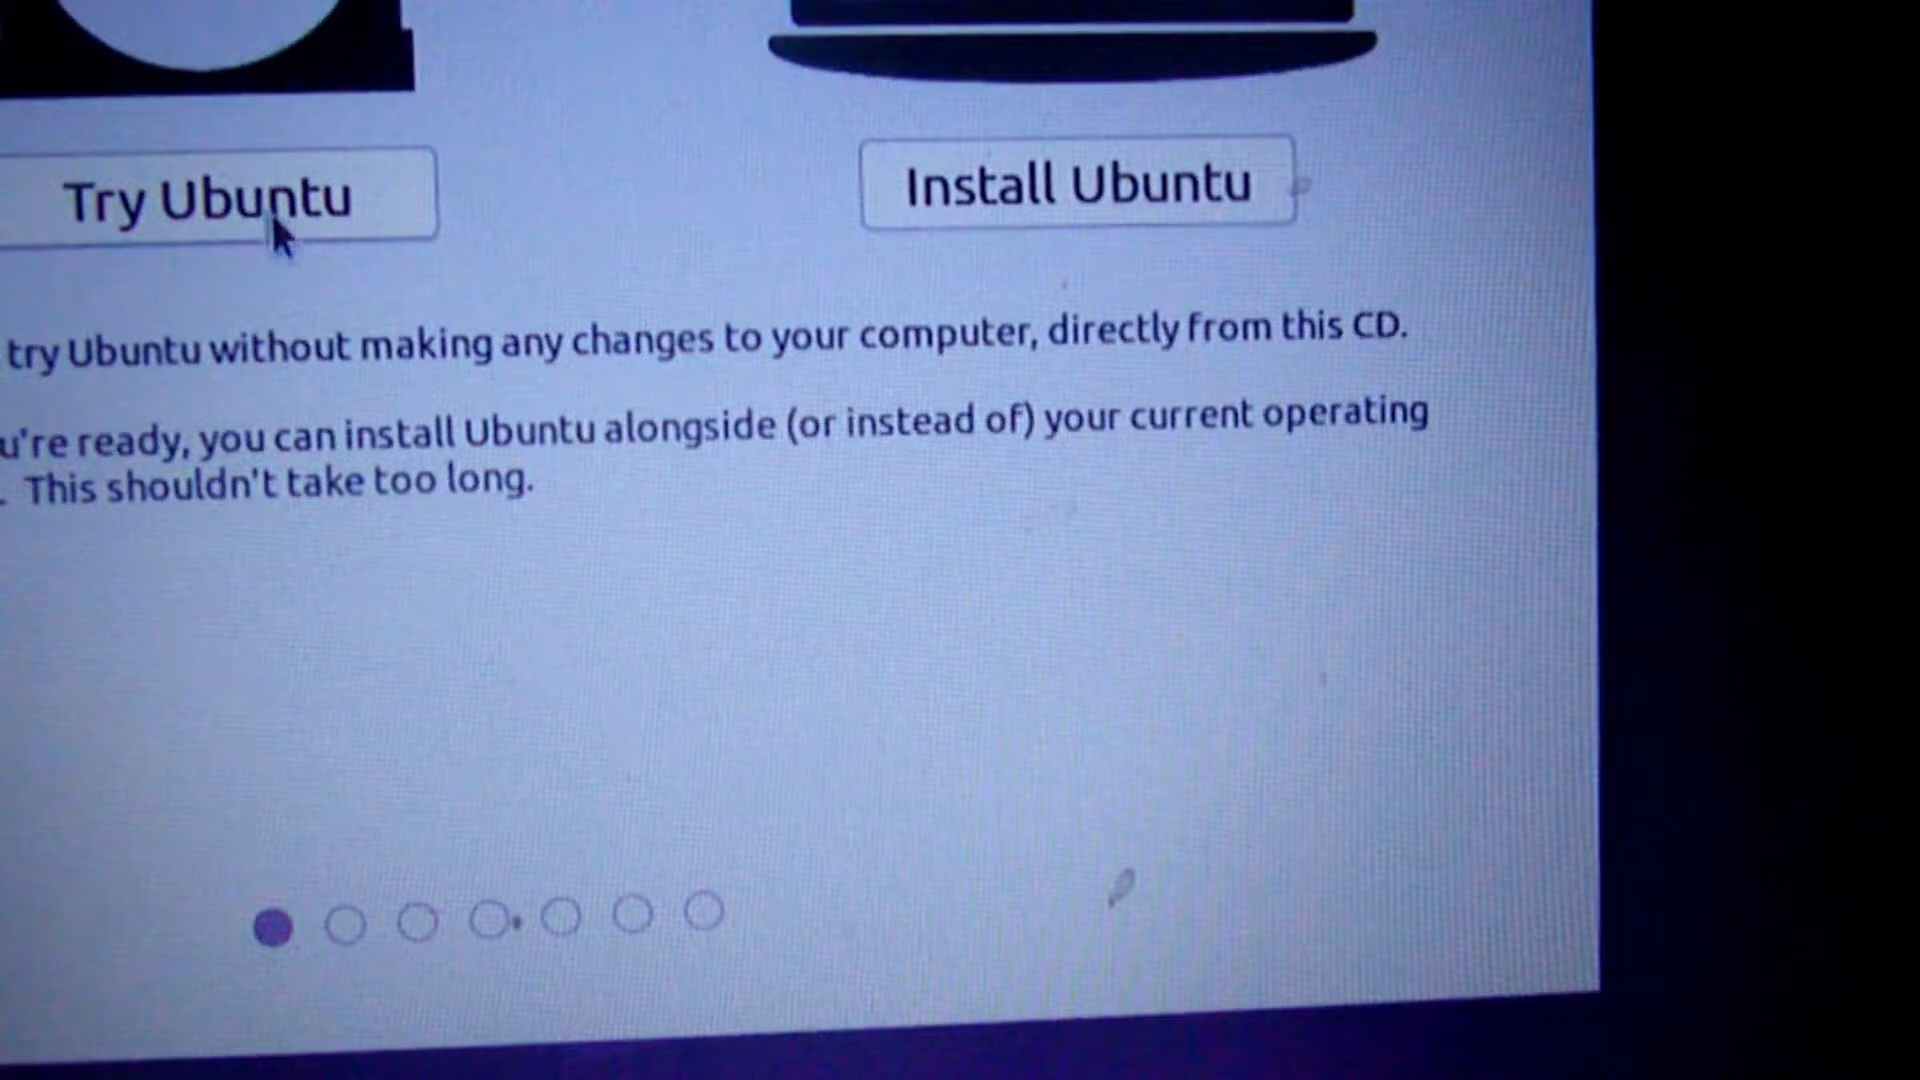 Try Ubuntu
Install Ubuntu
try Ubuntu without making any changes to your computer, directly from this CD.
u're ready, you can install Ubuntu alongside (or instead of) your current operating
. This shouldn't take too long.